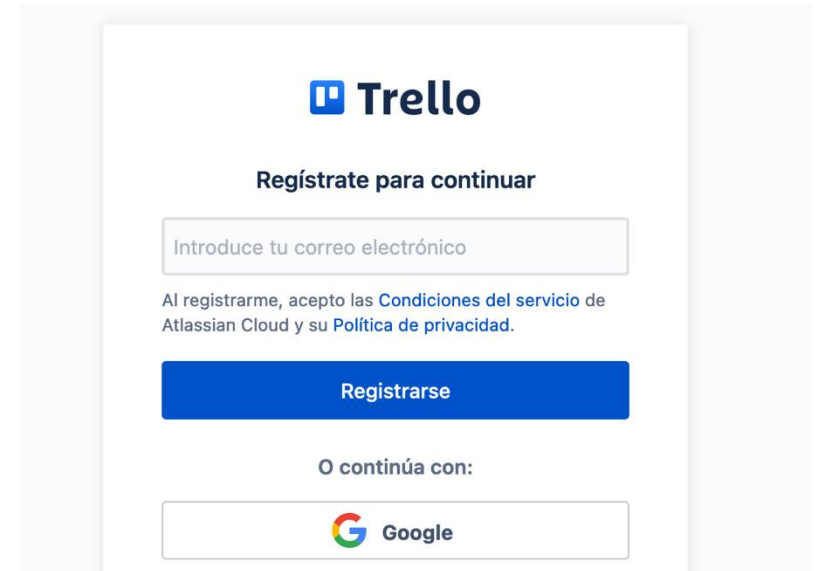 Trello
Regístrate para continuar
Introduce tu correo electrónico
Al registrarme, acepto las Condiciones del servicio de
Atlassian Cloud y su Política de privacidad.
Registrarse
O continúa con:
Google